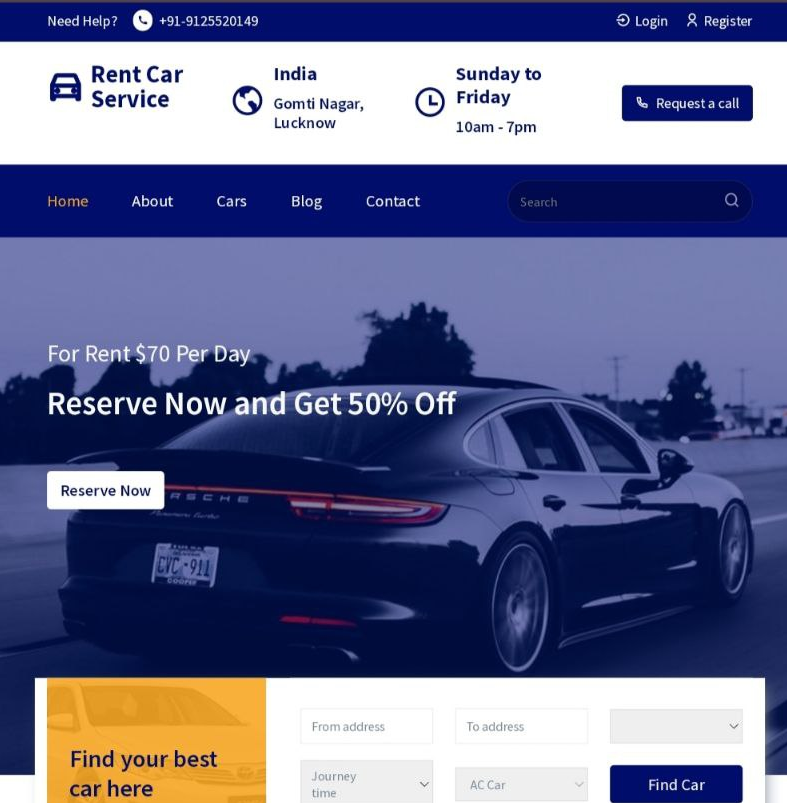 Need Help? +91-9125520149 Login Register
Rent Car
Service
India
Gomti Nagar,
Lucknow
Sunday to
Friday
10am - 7pm
Request a call
Home About Cars Blog Contact Search
For Rent $70 Per Day
Reserve Now and Get 50% Off
Reserve Now
RSCHE
Panamera Turbo
CVC-911
COOPER
Find your best
car here
From address To address
Journey
time
AC Car
Find Car